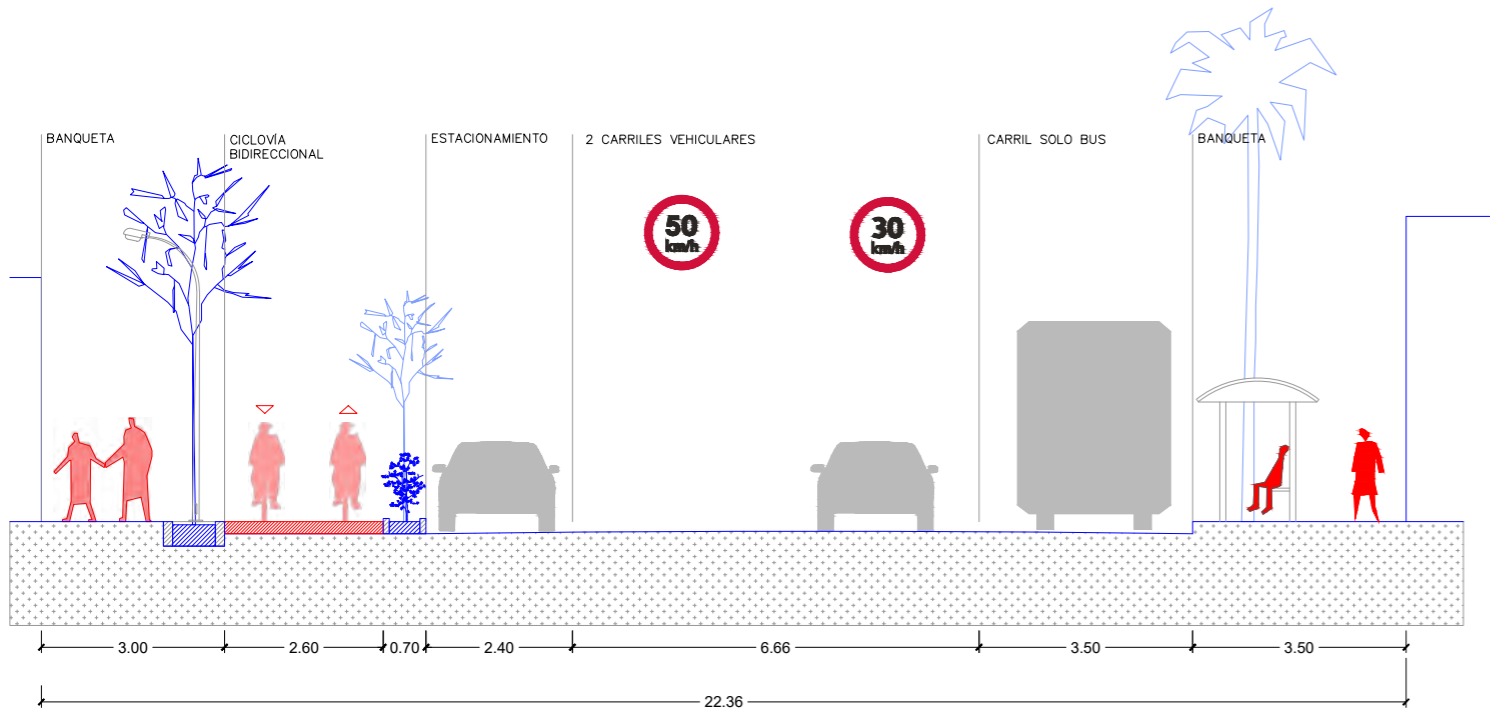 BANQUETA
CICLOVÍA
BIDIRECCIONAL
ESTACIONAMIENTO
2 CARRILES VEHICULARES
CARRIL SOLO BUS
BANQUETA
50
km/h
30
km/h
3.00
2.60
0.70
2.40
6.66
3.50
3.50
22.36